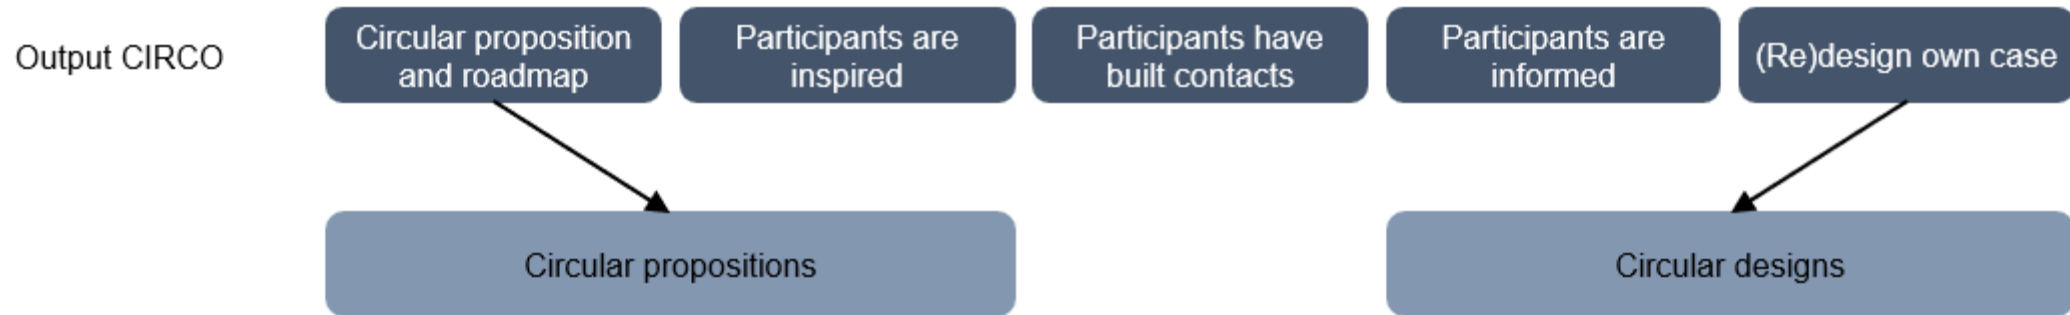 Output CIRCO
Circular proposition
and roadmap
Participants are
inspired
Participants have
built contacts
Participants are
informed
(Re)design own case
Circular propositions
Circular designs